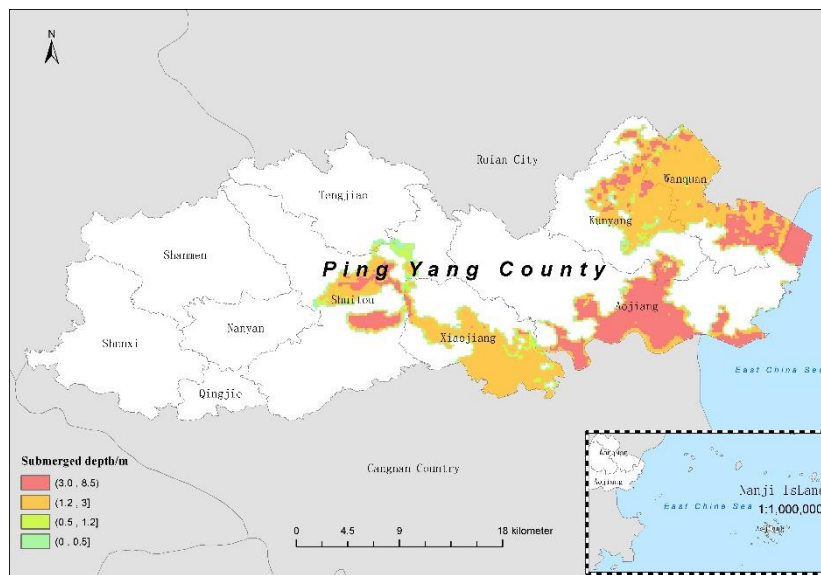 N
Ruian City
Wanquan
Tengjian
Kunyang
Shanmen
Ping Yang County
Shuitou
Aojiang
Nanyan
Xiaojiang
Shunxi
East China Sea
Qingjie
Submerged depth/m
(3.0 , 8.5)
(1.2 , 3]
(0.5 , 1.2]
(0 , 0.5]
Cangnan Country
0 4.5 9 18 kilometer
Aojiang
Nanji IsLand
East China Sea
1:1,000,000